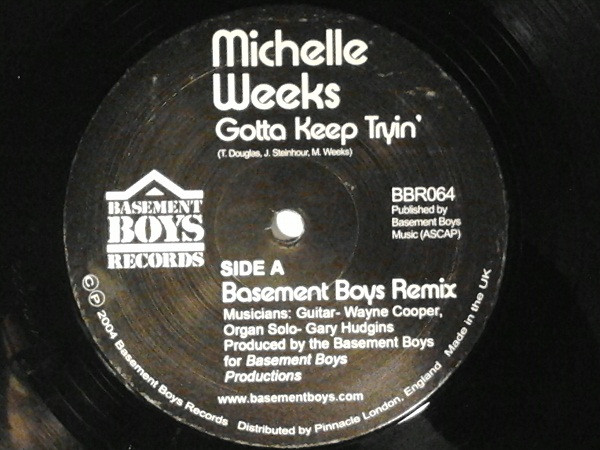 Michelle
Weeks
Gotta Keep Tryin'
(T. Douglas, J. Steinhour, M. Weeks)
BASEMENT
BOYS
RECORDS
BBR064
Published by
Basement Boys
Music (ASCAP)
SIDE A
Basement Boys Remix
Musicians: Guitar- Wayne Cooper,
Organ Solo- Gary Hudgins
Produced by the Basement Boys
for Basement Boys
Productions
www.basementboys.com
© ℗ 2004 Basement Boys Records Distributed by Pinnacle London, England Made in the UK